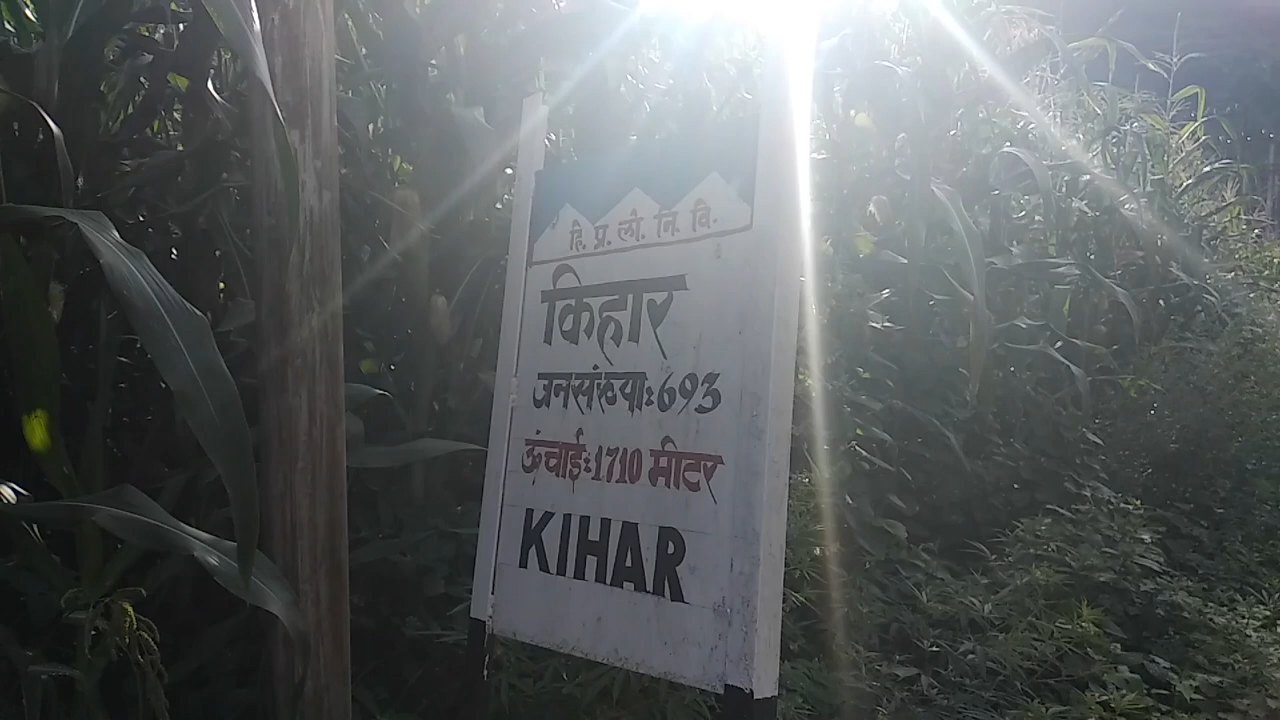 हि. प्र. लो. नि. वि.
किहार
जनसंख्या: 693
ऊंचाई: 1710 मीटर
KIHAR